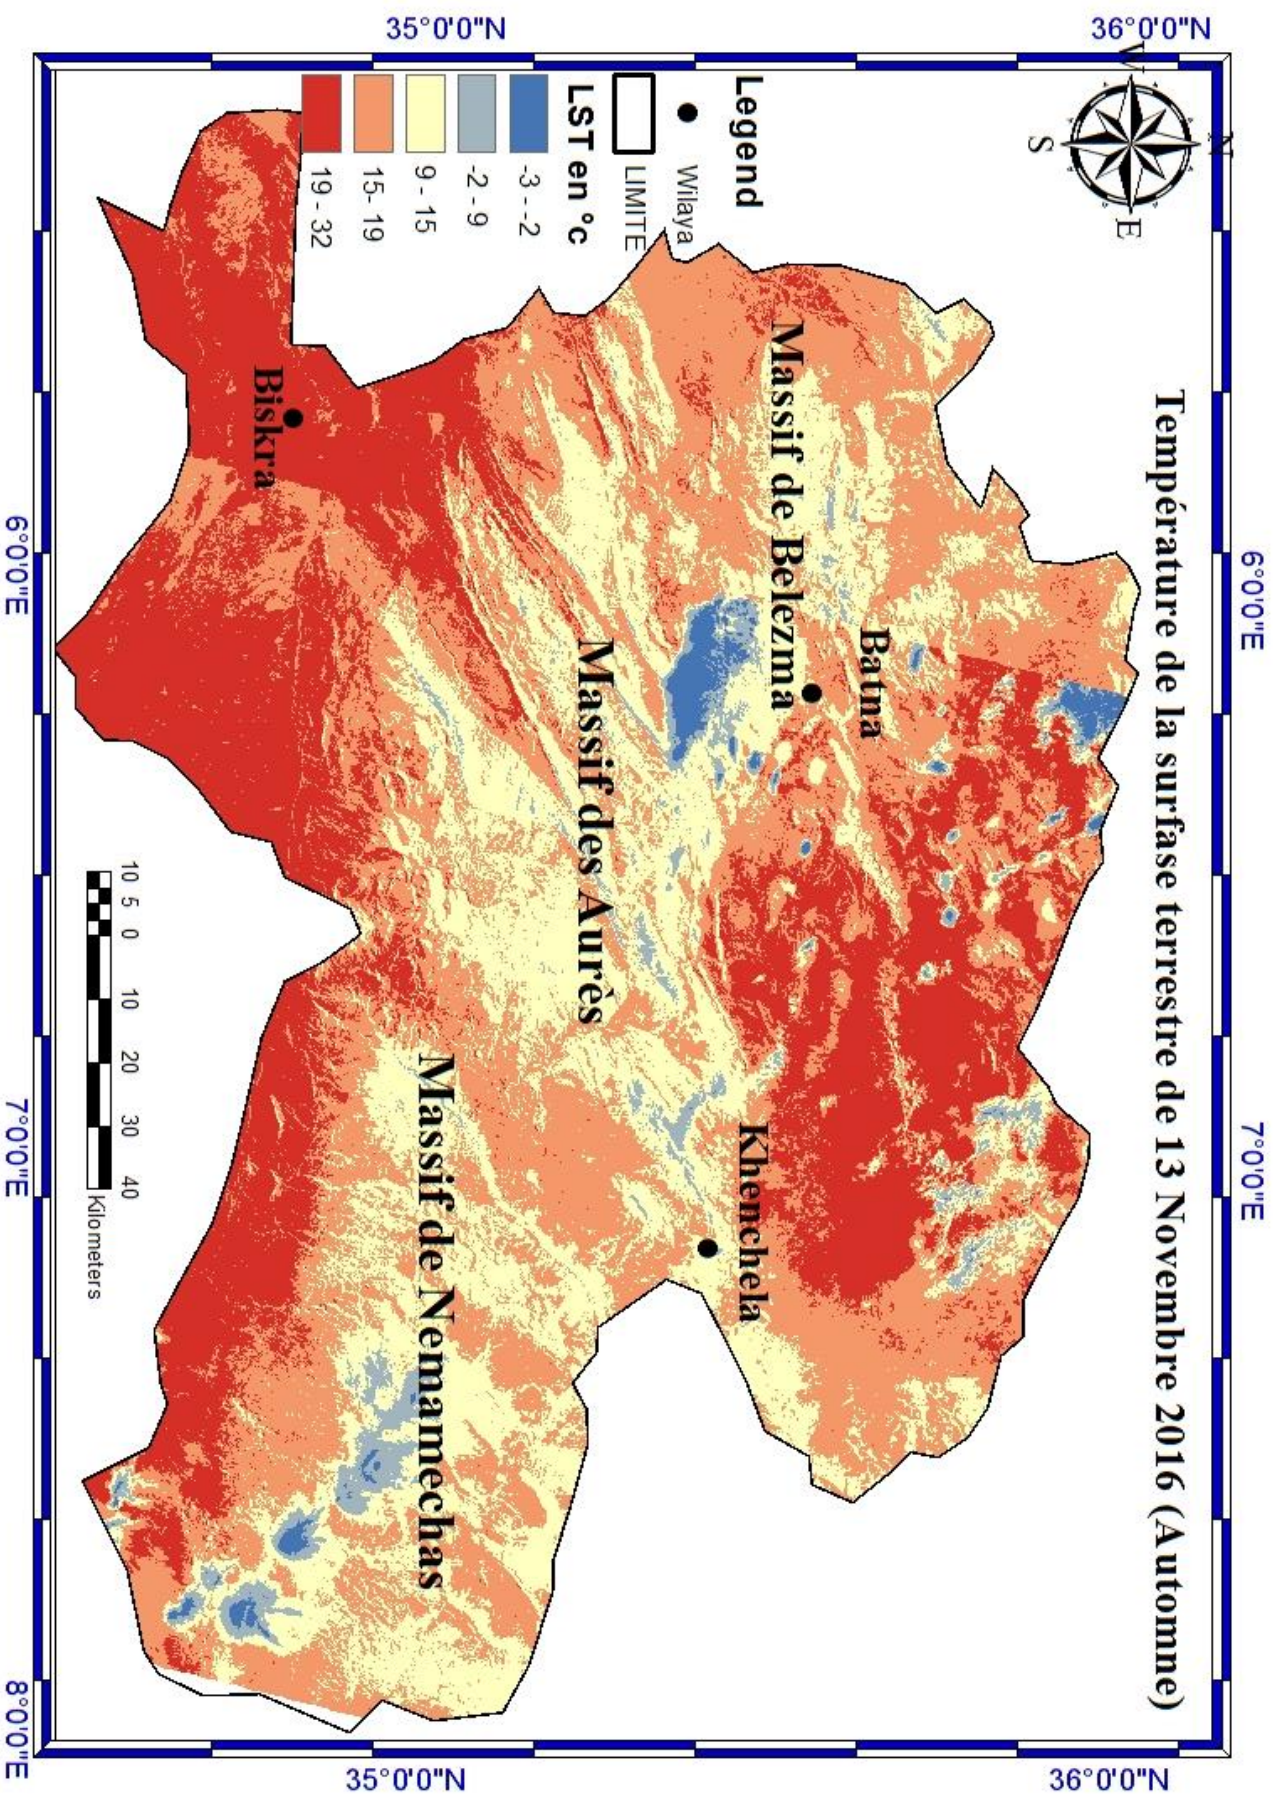 Température de la surfase terrestre de 13 Novembre 2016 (Automne)
6°0'0"E
7°0'0"E
36°0'0"N
36°0'0"N
35°0'0"N
35°0'0"N
N
W
E
S
Legend
Wilaya
LIMITE
LST en °c
-3 - -2
-2 - 9
9 - 15
15- 19
19 - 32
Batna
Massif de Belezma
Khenchela
Massif des Aurès
Massif de Nemamechas
Biskra
10 5 0 10 20 30 40
Kilometers
6°0'0"E
7°0'0"E
8°0'0"E